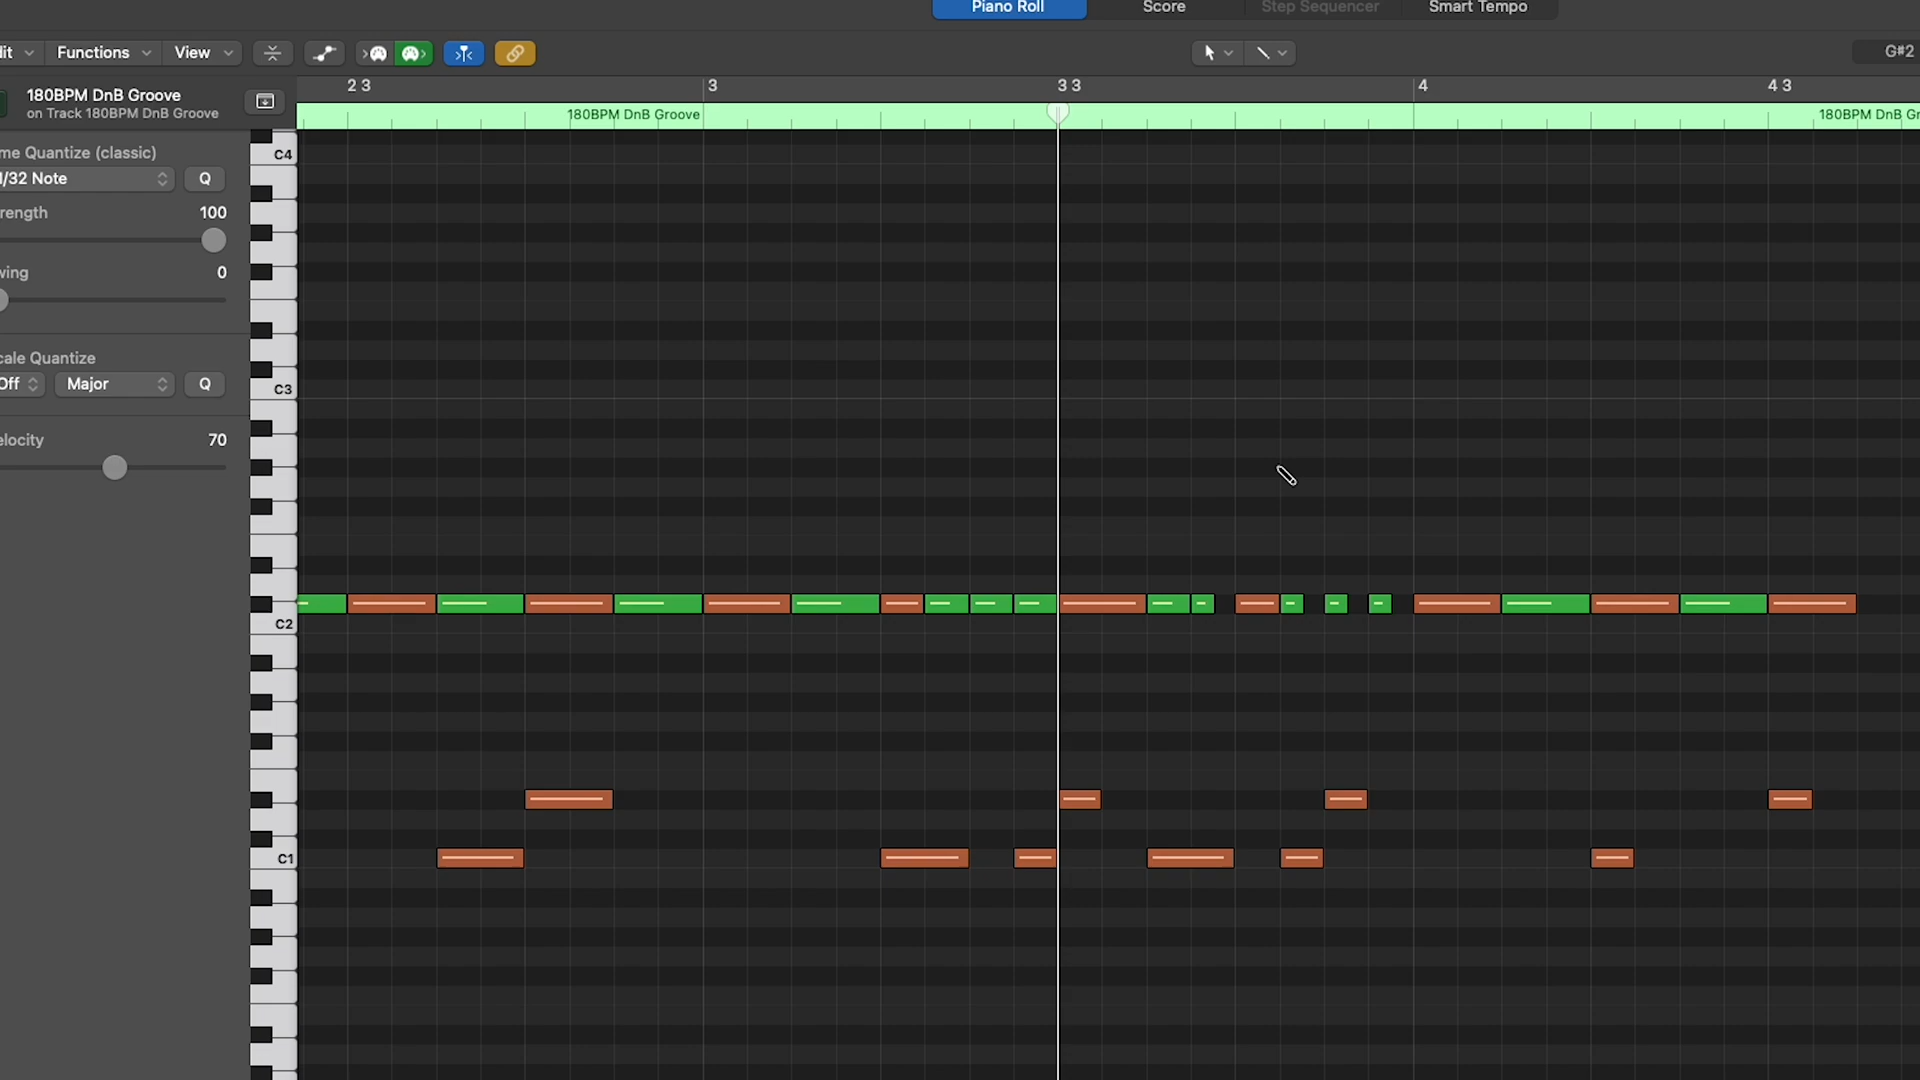 Piano Roll Score Step Sequencer Smart Tempo
it Functions View G#2
2 3 3 3 3 4 4 3
180BPM DnB Groove
on Track 180BPM DnB Groove
180BPM DnB Groove 180BPM DnB Gr
me Quantize (classic)
/32 Note Q
rength 100
wing 0
cale Quantize
Off Major Q
elocity 70
C4
C3
C2
C1